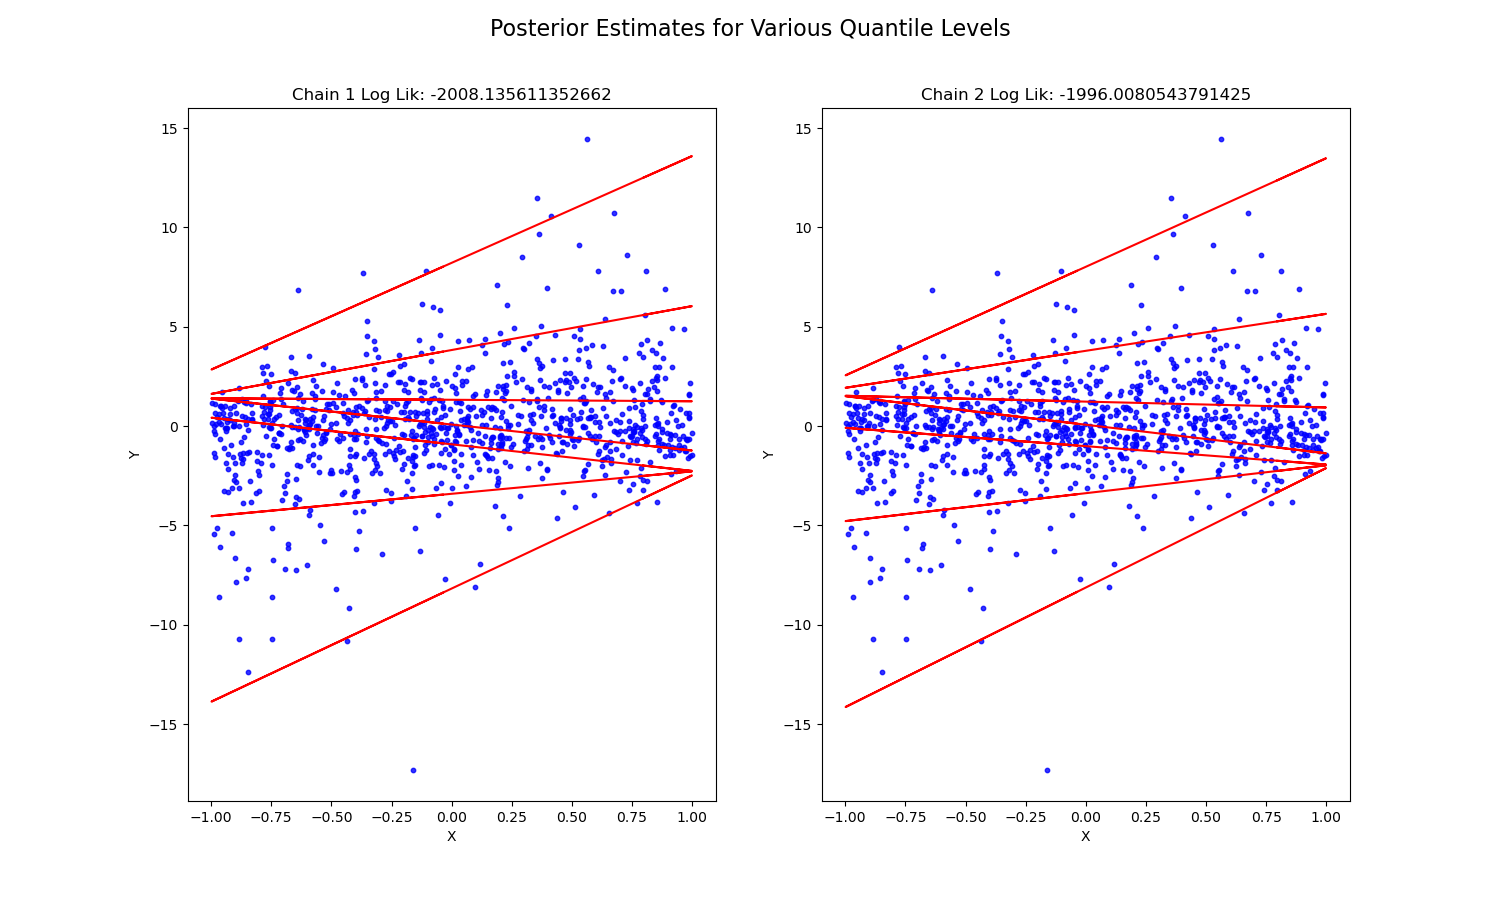 Posterior Estimates for Various Quantile Levels
Chain 1 Log Lik: -2008.135611352662
15
10
5
0
−5
−10
−15
Y
−1.00 −0.75 −0.50 −0.25 0.00 0.25 0.50 0.75 1.00
X
Chain 2 Log Lik: -1996.0080543791425
15
10
5
0
−5
−10
−15
Y
−1.00 −0.75 −0.50 −0.25 0.00 0.25 0.50 0.75 1.00
X